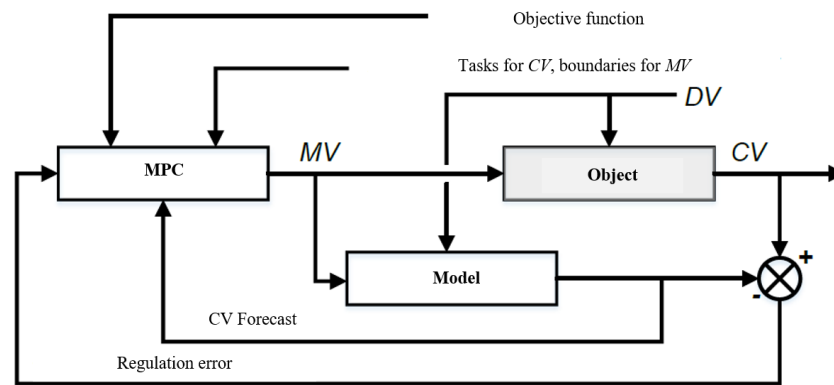 Objective function
Tasks for CV, boundaries for MV
DV
MV
CV
MPC
Object
Model
+
-
CV Forecast
Regulation error